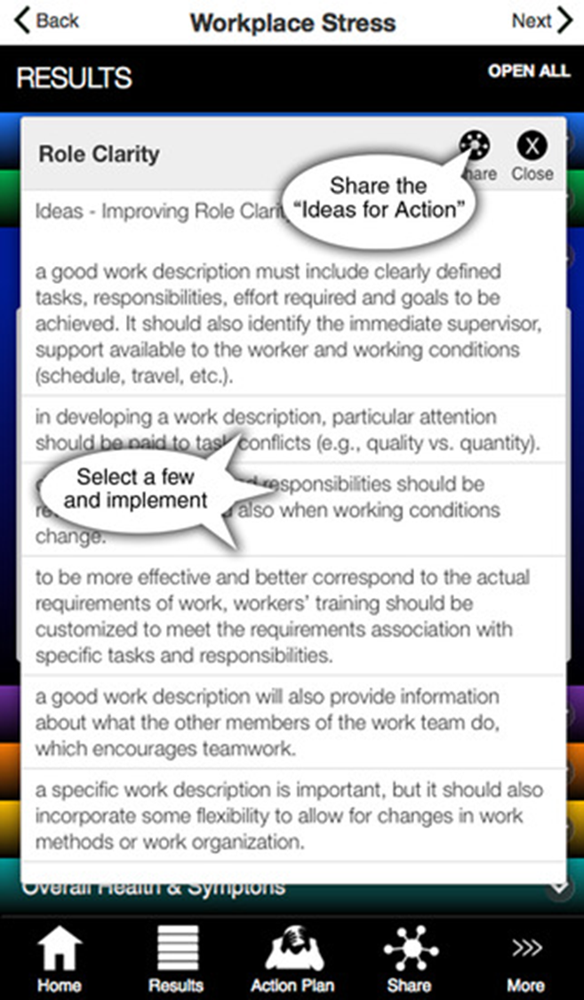 Back
Workplace Stress
Next
RESULTS
OPEN ALL
Role Clarity
Close
Share the
“Ideas for Action”
Ideas - Improving Role
a good work description must include clearly defined
tasks, responsibilities, effort required and goals to be
achieved. It should also identify the immediate supervisor,
support available to the worker and working conditions
(schedule, travel, etc.).
in developing a work description, particular attention
should be paid to task conflicts (e.g., quality vs. quantity).
Select a few
and implement
responsibilities should be
also when working conditions
change.
to be more effective and better correspond to the actual
requirements of work, workers’ training should be
customized to meet the requirements association with
specific tasks and responsibilities.
a good work description will also provide information
about what the other members of the work team do,
which encourages teamwork.
a specific work description is important, but it should also
incorporate some flexibility to allow for changes in work
methods or work organization.
Overall Health & Symptons
Home
Results
Action Plan
Share
More